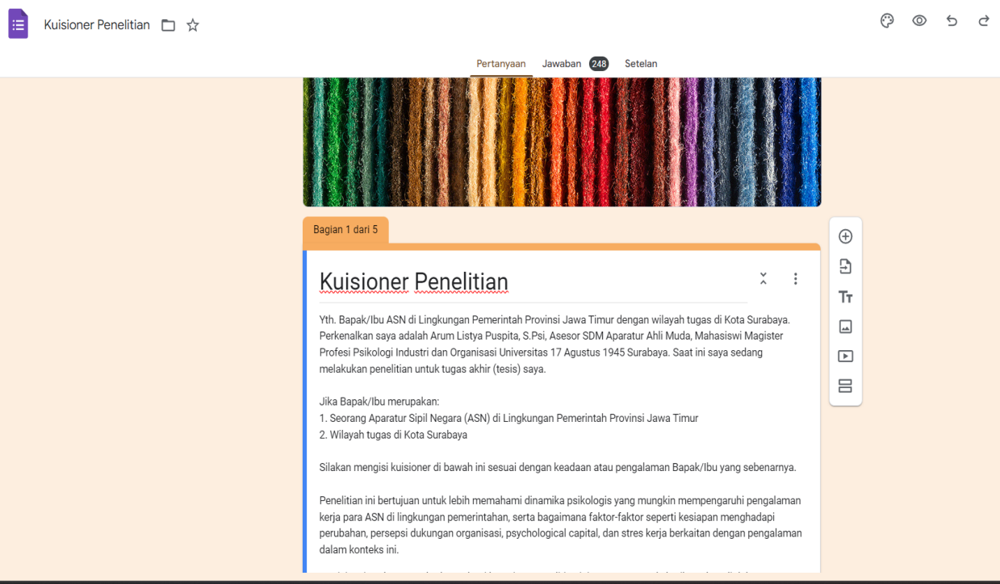 Kuisioner Penelitian
Pertanyaan Jawaban 248 Setelan
Bagian 1 dari 5
Kuisioner Penelitian
Yth. Bapak/Ibu ASN di Lingkungan Pemerintah Provinsi Jawa Timur dengan wilayah tugas di Kota Surabaya.
Perkenalkan saya adalah Arum Listya Puspita, S.Psi, Asesor SDM Aparatur Ahli Muda, Mahasiswi Magister
Profesi Psikologi Industri dan Organisasi Universitas 17 Agustus 1945 Surabaya. Saat ini saya sedang
melakukan penelitian untuk tugas akhir (tesis) saya.
Jika Bapak/Ibu merupakan:
1. Seorang Aparatur Sipil Negara (ASN) di Lingkungan Pemerintah Provinsi Jawa Timur
2. Wilayah tugas di Kota Surabaya
Silakan mengisi kuisioner di bawah ini sesuai dengan keadaan atau pengalaman Bapak/Ibu yang sebenarnya.
Penelitian ini bertujuan untuk lebih memahami dinamika psikologis yang mungkin mempengaruhi pengalaman
kerja para ASN di lingkungan pemerintahan, serta bagaimana faktor-faktor seperti kesiapan menghadapi
perubahan, persepsi dukungan organisasi, psychological capital, dan stres kerja berkaitan dengan pengalaman
dalam konteks ini.
Tт